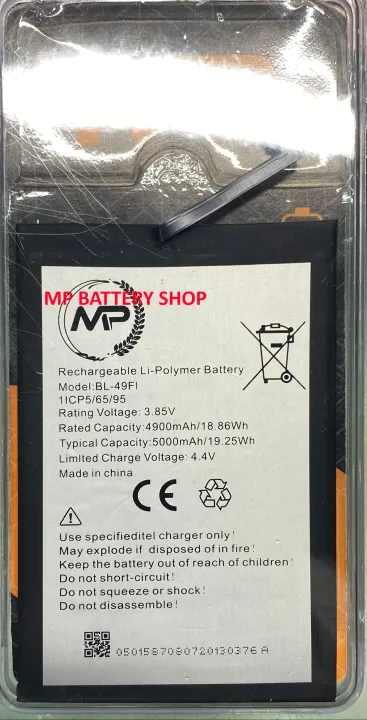 MP BATTERY SHOP
MP
Rechargeable Li-Polymer Battery
Model:BL-49FI
1ICP5/65/95
Rating Voltage: 3.85V
Rated Capacity:4900mAh/18.86Wh
Typical Capacity:5000mAh/19.25Wh
Limlted Charge Voltage: 4.4V
Made in china
CE
Use specifieditel charger only!
May explode if disposed of in fire!
Keep the battery out of reach of children!
Do not short-circuit!
Do not squeeze or shock!
Do not disassemble!
0501587080720130376 A